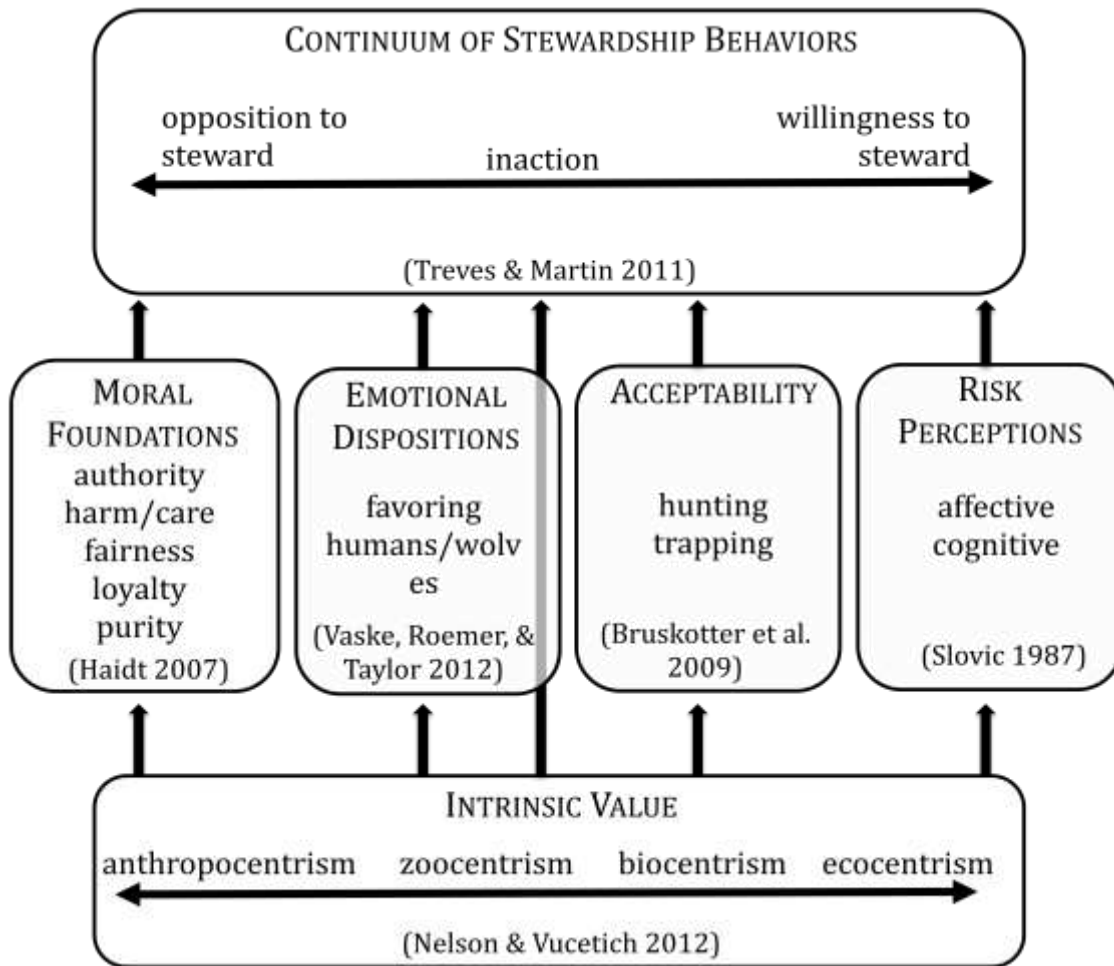 CONTINUUM OF STEWARDSHIP BEHAVIORS
opposition to
steward
inaction
willingness to
steward
(Treves & Martin 2011)
MORAL
FOUNDATIONS
authority
harm/care
fairness
loyalty
purity
(Haidt 2007)
EMOTIONAL
DISPOSITIONS
favoring
humans/wolv
es
(Vaske, Roemer, &
Taylor 2012)
ACCEPTABILITY
hunting
trapping
(Bruskotter et al.
2009)
RISK
PERCEPTIONS
affective
cognitive
(Slovic 1987)
INTRINSIC VALUE
anthropocentrism zoocentrism biocentrism ecocentrism
(Nelson & Vucetich 2012)